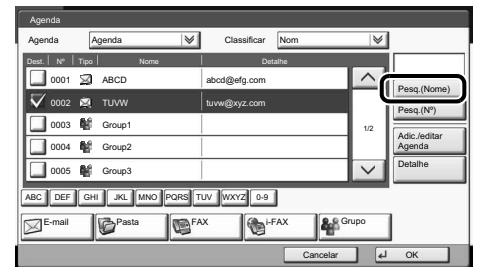 Agenda
Agenda Agenda Classificar Nom
Dest. Nº Tipo Nome Detalhe
0001 ABCD abcd@efg.com
0002 TUVW tuvw@xyz.com
0003 Group1
0004 Group2
0005 Group3
1/2
Pesq.(Nome)
Pesq.(Nº)
Adic./editar
Agenda
Detalhe
ABC DEF GHI JKL MNO PQRS TUV WXYZ 0-9
E-mail Pasta FAX i-FAX Grupo
Cancelar OK